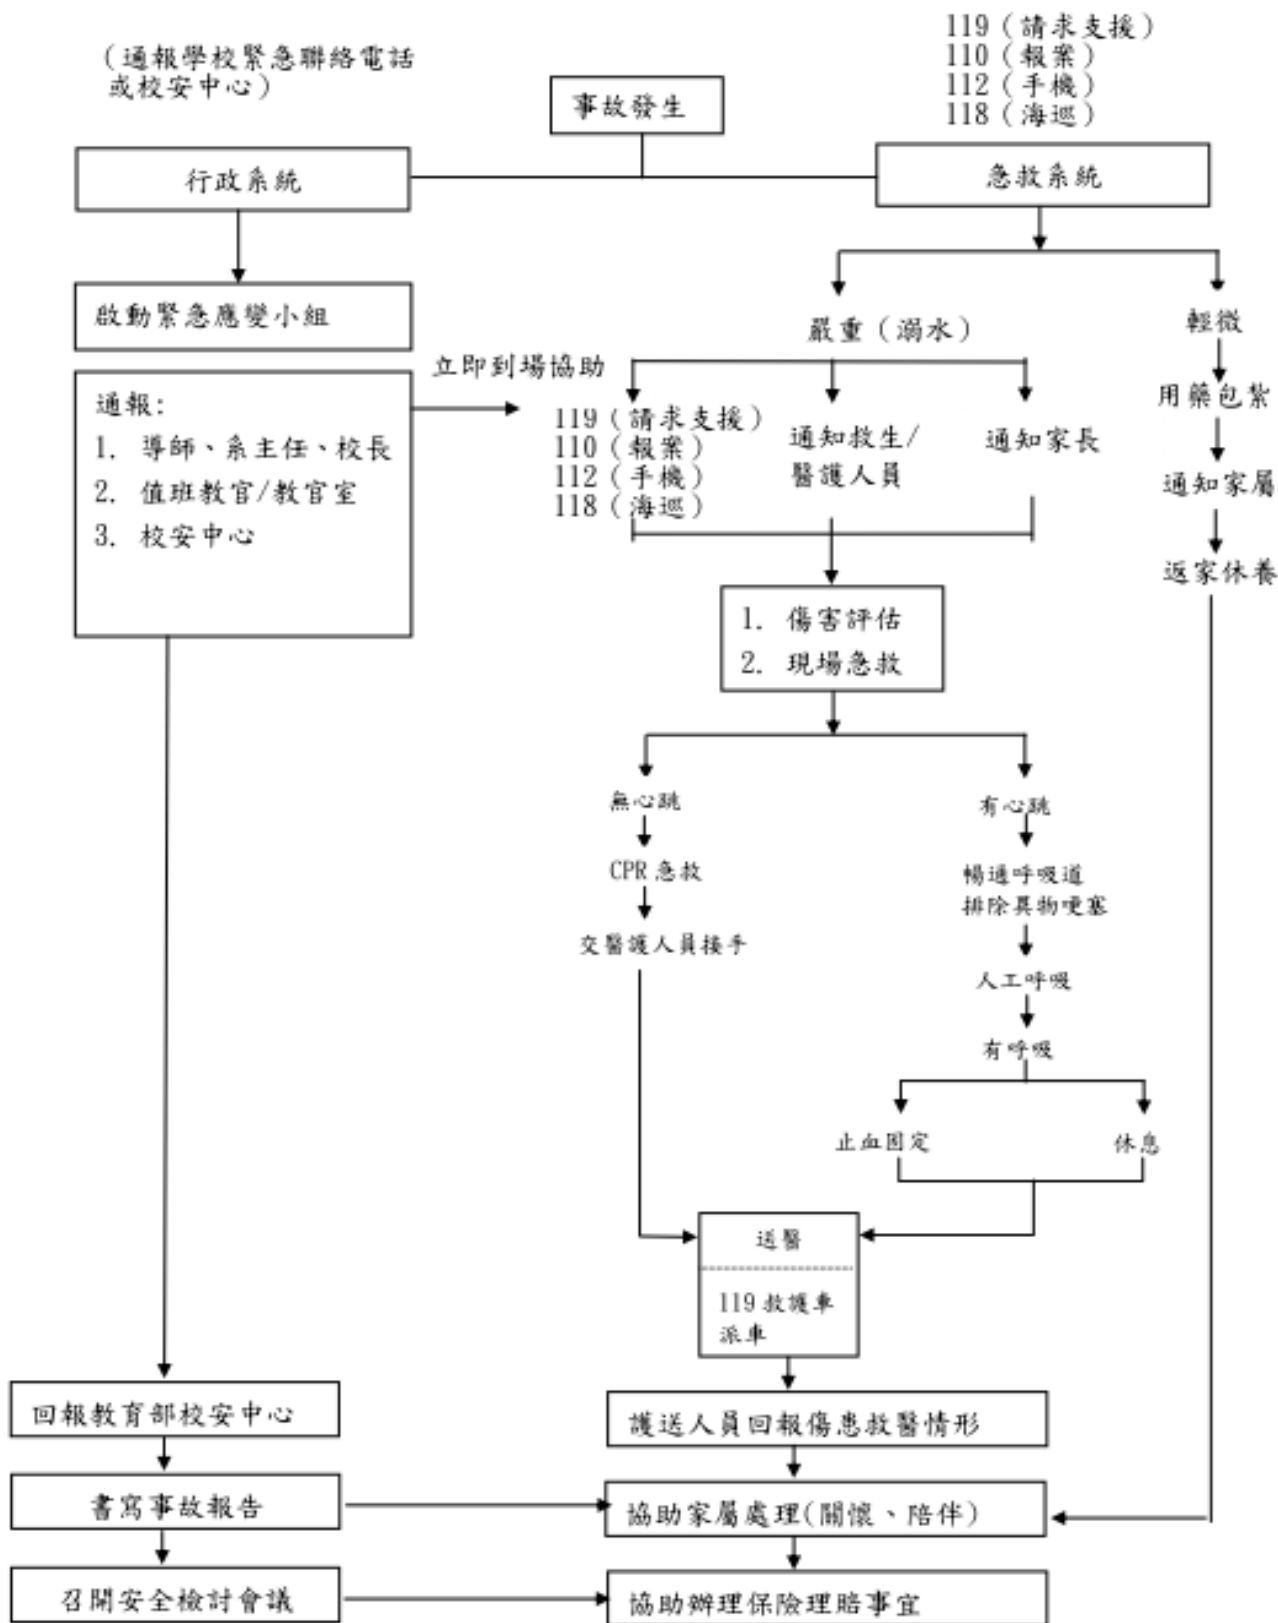 （通報學校緊急聯絡電話
或校安中心）
119（請求支援）
110（報案）
112（手機）
118（海巡）
事故發生
行政系統
急救系統
啟動緊急應變小組
嚴重（溺水）
輕微
立即到場協助
通報:
1. 導師、系主任、校長
2. 值班教官/教官室
3. 校安中心
119（請求支援）
110（報案）
112（手機）
118（海巡）
通知救生/
醫護人員
通知家長
用藥包紮
通知家屬
返家休養
1. 傷害評估
2. 現場急救
無心跳
有心跳
CPR 急救
暢通呼吸道
排除異物哽塞
交醫護人員接手
人工呼吸
有呼吸
止血固定
休息
送醫
119 救護車
派車
回報教育部校安中心
護送人員回報傷患救醫情形
書寫事故報告
協助家屬處理(關懷、陪伴)
召開安全檢討會議
協助辦理保險理賠事宜